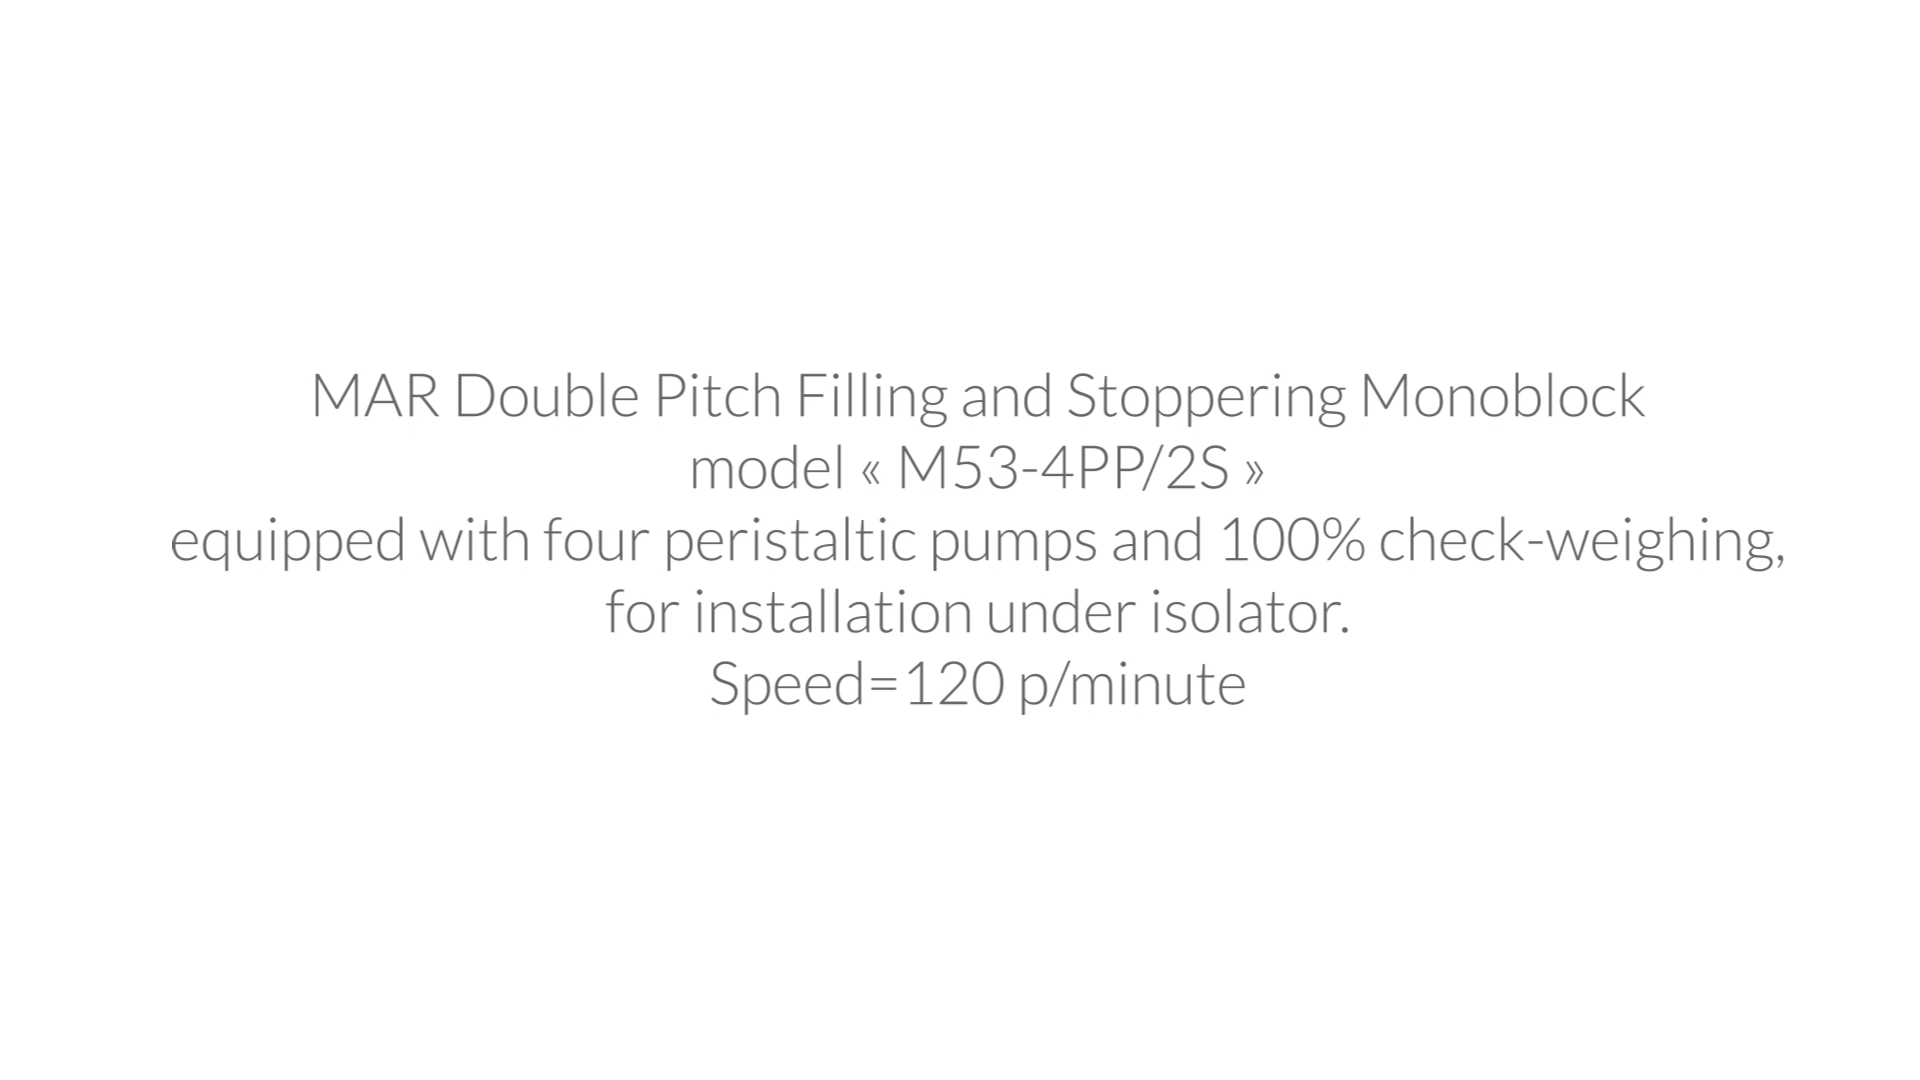 MAR Double Pitch Filling and Stoppering Monoblock
model « M53-4PP/2S »
equipped with four peristaltic pumps and 100% check-weighing,
for installation under isolator.
Speed=120 p/minute